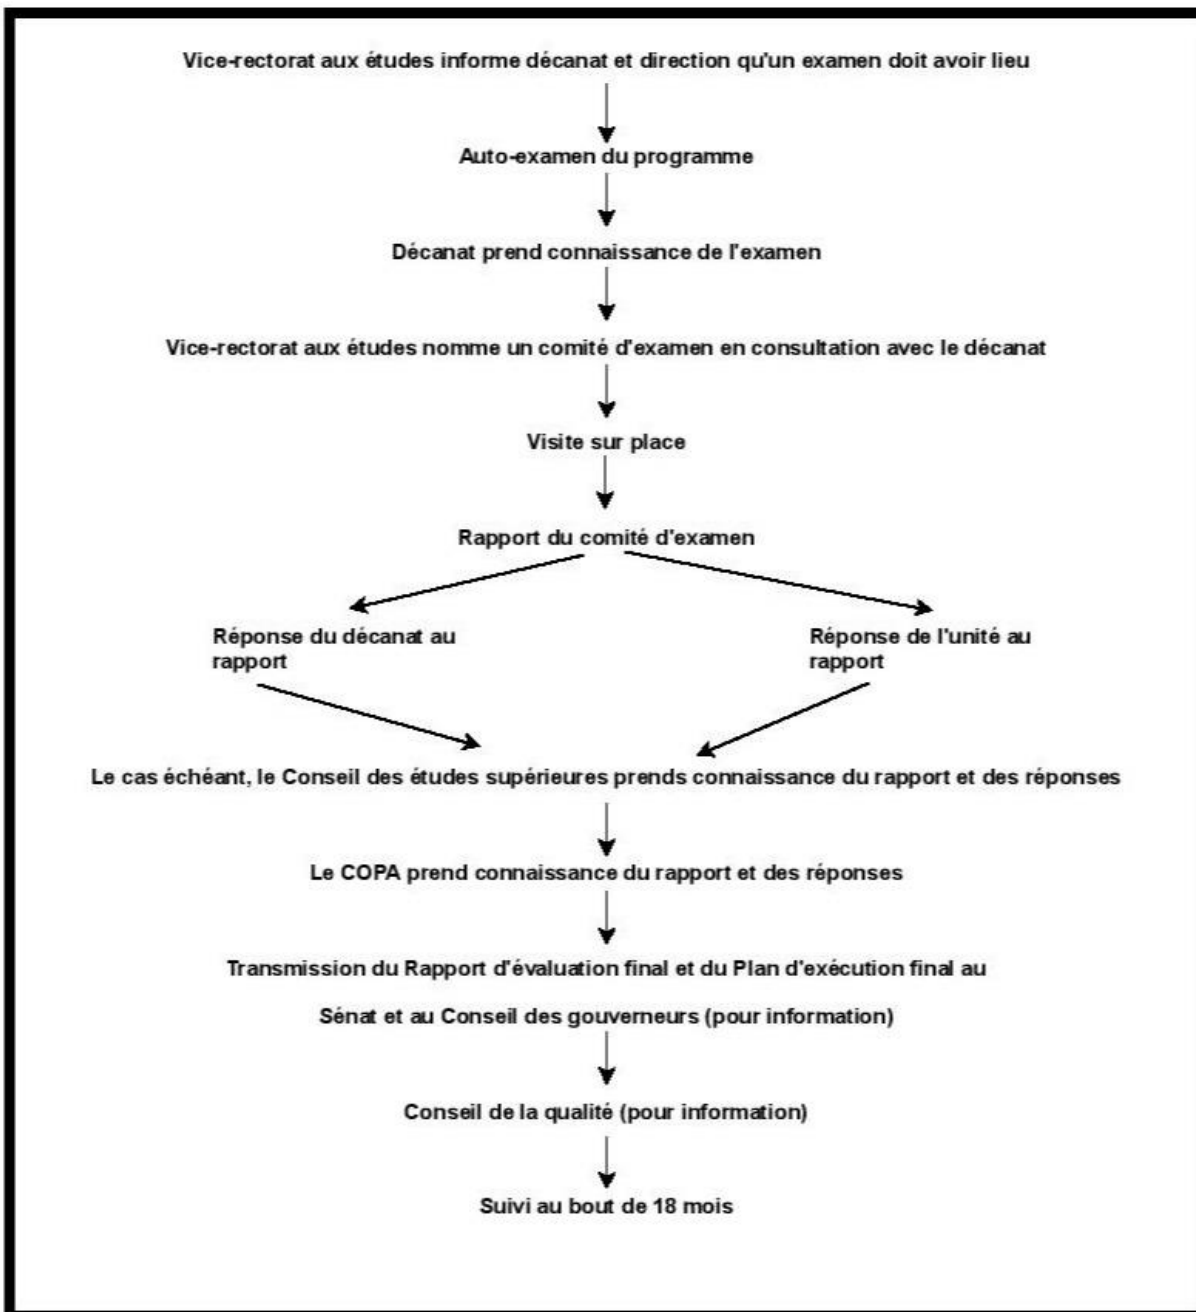 Vice-rectorat aux études informe décanat et direction qu'un examen doit avoir lieu
Auto-examen du programme
Décanat prend connaissance de l'examen
Vice-rectorat aux études nomme un comité d'examen en consultation avec le décanat
Visite sur place
Rapport du comité d'examen
Réponse du décanat au
rapport
Réponse de l'unité au
rapport
Le cas échéant, le Conseil des études supérieures prends connaissance du rapport et des réponses
Le COPA prend connaissance du rapport et des réponses
Transmission du Rapport d'évaluation final et du Plan d'exécution final au
Sénat et au Conseil des gouverneurs (pour information)
Conseil de la qualité (pour information)
Suivi au bout de 18 mois